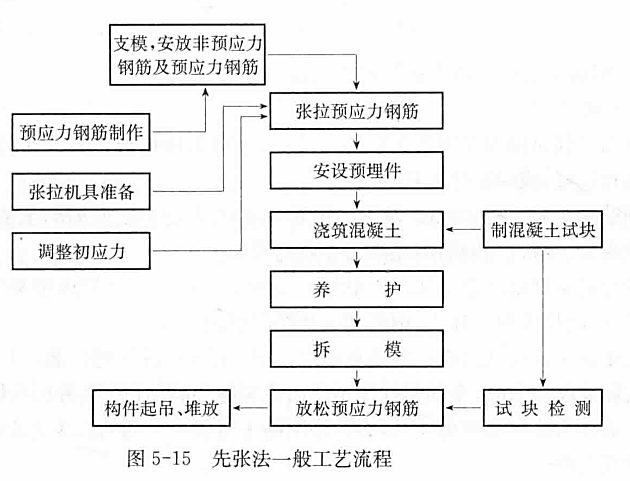 支模,安放非预应力
钢筋及预应力钢筋
张拉预应力钢筋
预应力钢筋制作
安设预埋件
张拉机具准备
浇筑混凝土
制混凝土试块
调整初应力
养 护
拆 模
构件起吊、堆放
放松预应力钢筋
试 块 检 测
图 5-15 先张法一般工艺流程